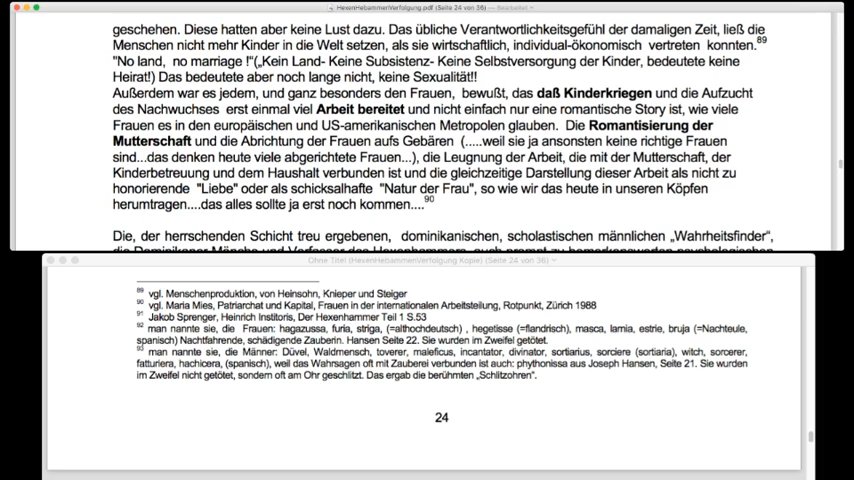 HexenHebammenVerfolgung.pdf (Seite 24 von 36) — Bearbeitet
geschehen. Diese hatten aber keine Lust dazu. Das übliche Verantwortlichkeitsgefühl der damaligen Zeit, ließ die
Menschen nicht mehr Kinder in die Welt setzen, als sie wirtschaftlich, individual-ökonomisch vertreten konnten.89
"No land, no marriage !"(„Kein Land- Keine Subsistenz- Keine Selbstversorgung der Kinder, bedeutete keine
Heirat!) Das bedeutete aber noch lange nicht, keine Sexualität!!
Außerdem war es jedem, und ganz besonders den Frauen, bewußt, das daß Kinderkriegen und die Aufzucht
des Nachwuchses erst einmal viel Arbeit bereitet und nicht einfach nur eine romantische Story ist, wie viele
Frauen es in den europäischen und US-amerikanischen Metropolen glauben. Die Romantisierung der
Mutterschaft und die Abrichtung der Frauen aufs Gebären (.....weil sie ja ansonsten keine richtige Frauen
sind...das denken heute viele abgerichtete Frauen...), die Leugnung der Arbeit, die mit der Mutterschaft, der
Kinderbetreuung und dem Haushalt verbunden ist und die gleichzeitige Darstellung dieser Arbeit als nicht zu
honorierende "Liebe" oder als schicksalhafte "Natur der Frau", so wie wir das heute in unseren Köpfen
herumtragen....das alles sollte ja erst noch kommen....90
Die, der herrschenden Schicht treu ergebenen, dominikanischen, scholastischen männlichen „Wahrheitsfinder",
Ohne Titel (HexenHebammenVerfolgung Kopie) (Seite 24 von 36)
89 vgl. Menschenproduktion, von Heinsohn, Knieper und Steiger
90 vgl. Maria Mies, Patriarchat und Kapital, Frauen in der internationalen Arbeitsteilung, Rotpunkt, Zürich 1988
91 Jakob Sprenger, Heinrich Institoris, Der Hexenhammer Teil 1 S.53
92 man nannte sie, die Frauen: hagazussa, furia, striga, (=althochdeutsch) , hegetisse (=flandrisch), masca, lamia, estrie, bruja (=Nachteule,
spanisch) Nachtfahrende, schädigende Zauberin. Hansen Seite 22. Sie wurden im Zweifel getötet.
93 man nannte sie, die Männer: Düvel, Waldmensch, toverer, maleficus, incantator, divinator, sortiarius, sorciere (sortiaria), witch, sorcerer,
fatturiera, hachicera, (spanisch), weil das Wahrsagen oft mit Zauberei verbunden ist auch: phythonissa aus Joseph Hansen, Seite 21. Sie wurden
im Zweifel nicht getötet, sondern oft am Ohr geschlitzt. Das ergab die berühmten „Schlitzohren".
24